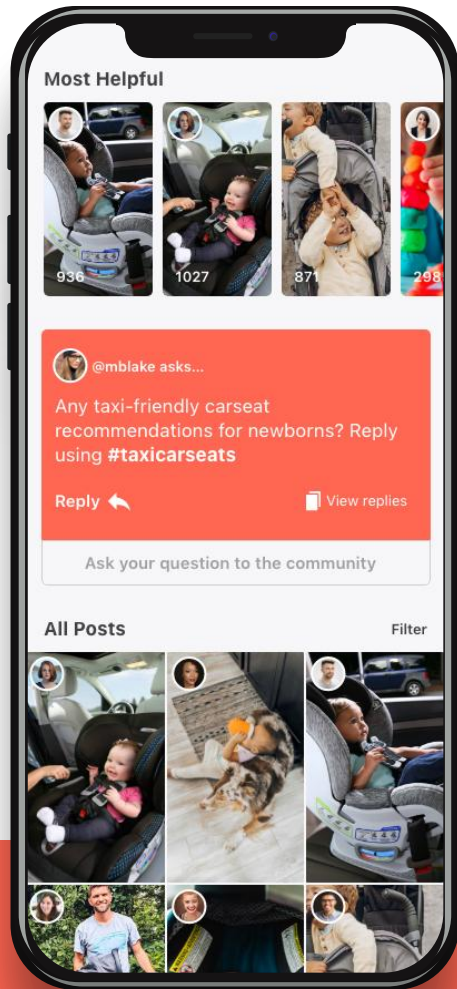 Most Helpful
936
1027
871
298
@mblake asks...
Any taxi-friendly carseat
recommendations for newborns? Reply
using #taxicarseats
Reply
View replies
Ask your question to the community
All Posts
Filter